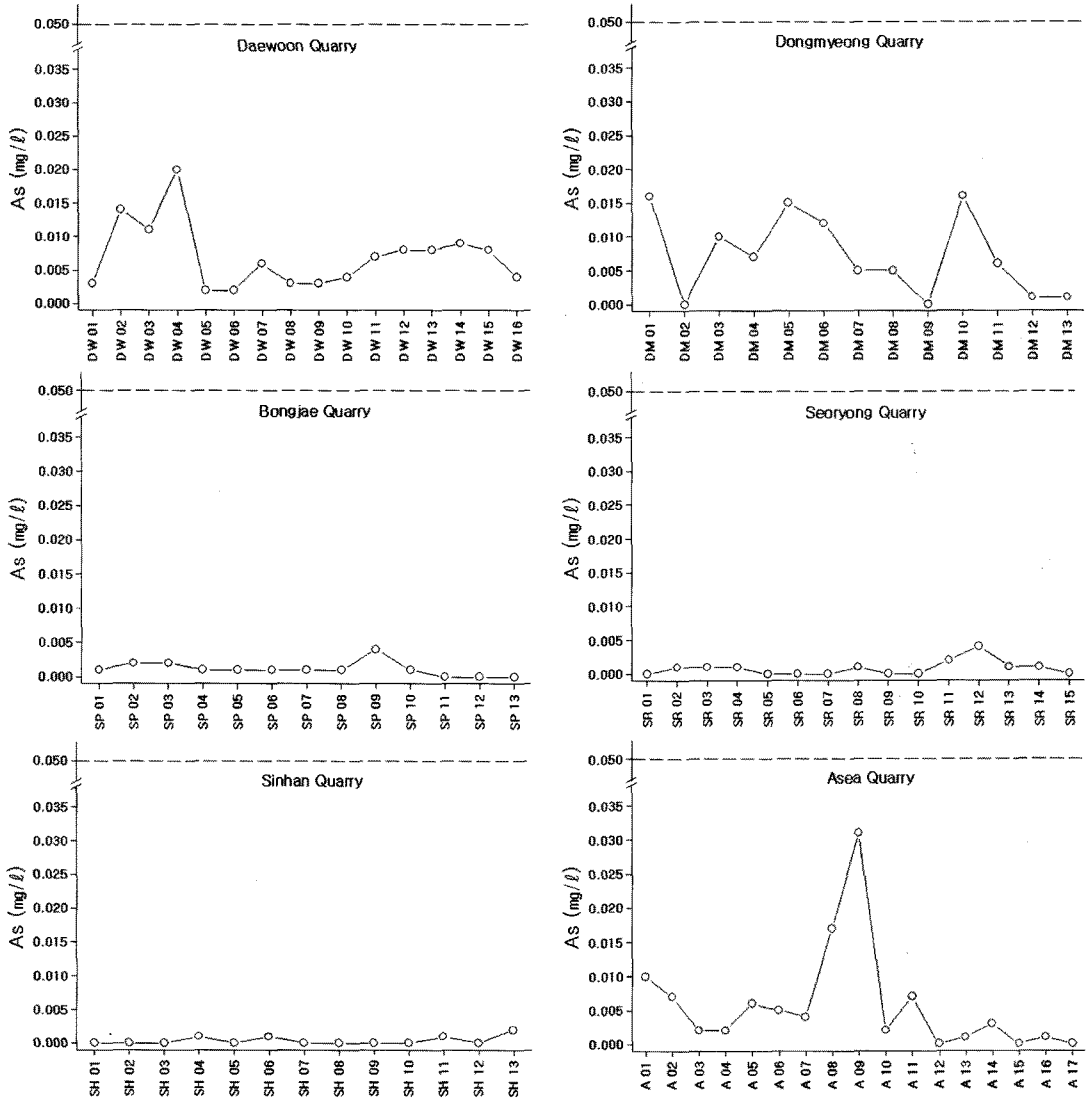 0.050
Daewoon Quarry
0.035
0.030
0.025
0.020
0.015
0.010
0.005
0.000
As (mg/ℓ)
DW 01
DW 02
DW 03
DW 04
DW 05
DW 06
DW 07
DW 08
DW 09
DW 10
DW 11
DW 12
DW 13
DW 14
DW 15
DW 16
0.050
Dongmyeong Quarry
0.035
0.030
0.025
0.020
0.015
0.010
0.005
0.000
As (mg/ℓ)
DM 01
DM 02
DM 03
DM 04
DM 05
DM 06
DM 07
DM 08
DM 09
DM 10
DM 11
DM 12
DM 13
0.050
Bongjae Quarry
0.035
0.030
0.025
0.020
0.015
0.010
0.005
0.000
As (mg/ℓ)
SP 01
SP 02
SP 03
SP 04
SP 05
SP 06
SP 07
SP 08
SP 09
SP 10
SP 11
SP 12
SP 13
0.050
Seoryong Quarry
0.035
0.030
0.025
0.020
0.015
0.010
0.005
0.000
As (mg/ℓ)
SR 01
SR 02
SR 03
SR 04
SR 05
SR 06
SR 07
SR 08
SR 09
SR 10
SR 11
SR 12
SR 13
SR 14
SR 15
0.050
Sinhan Quarry
0.035
0.030
0.025
0.020
0.015
0.010
0.005
0.000
As (mg/ℓ)
SH 01
SH 02
SH 03
SH 04
SH 05
SH 06
SH 07
SH 08
SH 09
SH 10
SH 11
SH 12
SH 13
0.050
Asea Quarry
0.035
0.030
0.025
0.020
0.015
0.010
0.005
0.000
As (mg/ℓ)
A 01
A 02
A 03
A 04
A 05
A 06
A 07
A 08
A 09
A 10
A 11
A 12
A 13
A 14
A 15
A 16
A 17